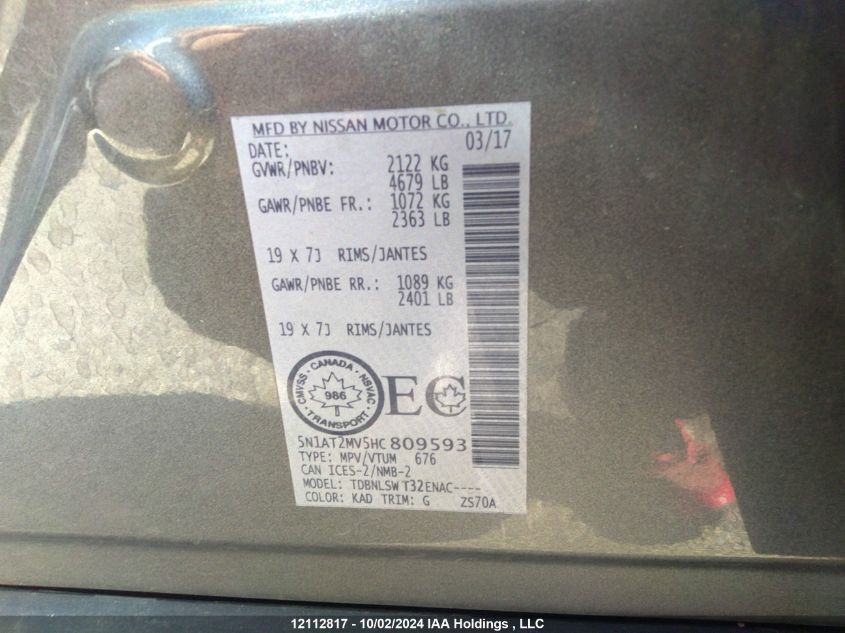 MFD BY NISSAN MOTOR CO., LTD.
DATE: 03/17
GVWR/PNBV: 2122 KG
4679 LB
GAWR/PNBE FR.: 1072 KG
2363 LB
19 X 7J RIMS/JANTES
GAWR/PNBE RR.: 1089 KG
2401 LB
19 X 7J RIMS/JANTES
CMVSS - CANADA - NSVAC
986
TRANSPORT
EC
5N1AT2MV5HC809593
TYPE: MPV/VTUM 676
CAN ICES-2/NMB-2
MODEL: TDBNLSW T32ENAC----
COLOR: KAD TRIM: G ZS70A
12112817 - 10/02/2024 IAA Holdings , LLC